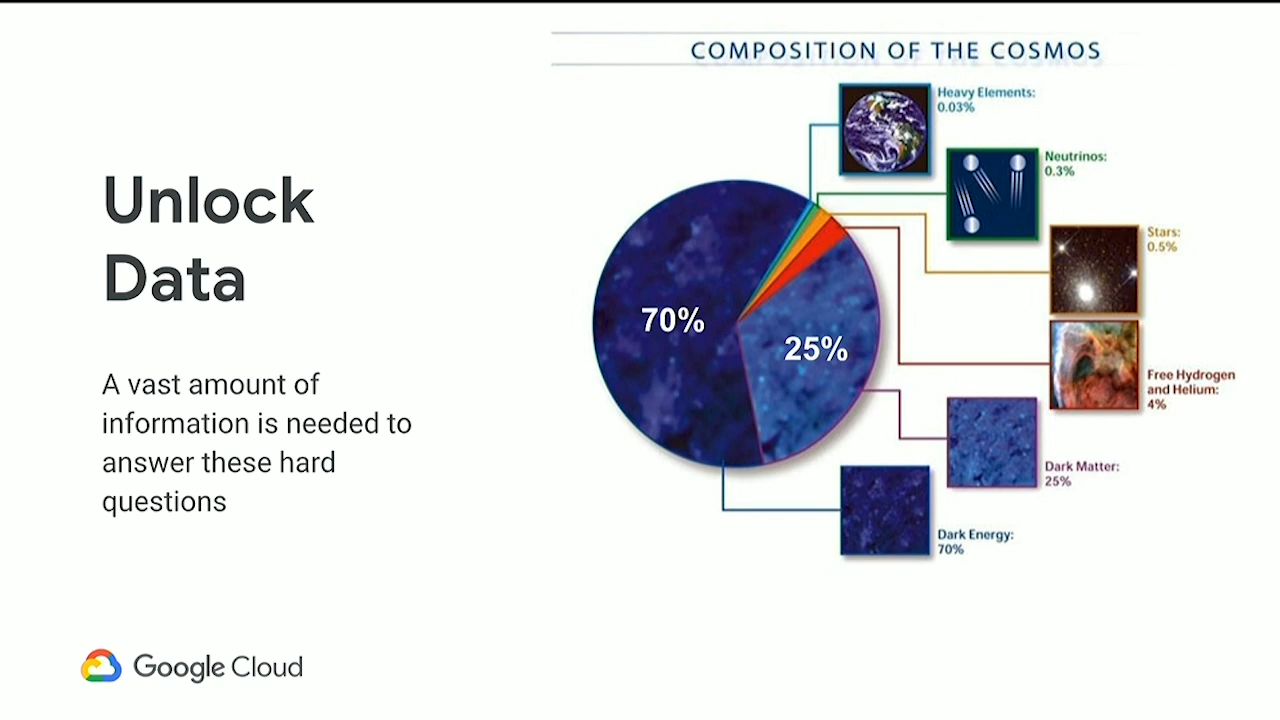 COMPOSITION OF THE COSMOS
Unlock
Data
A vast amount of
information is needed to
answer these hard
questions
70%
25%
Heavy Elements:
0.03%
Neutrinos:
0.3%
Stars:
0.5%
Free Hydrogen
and Helium:
4%
Dark Matter:
25%
Dark Energy:
70%
Google Cloud